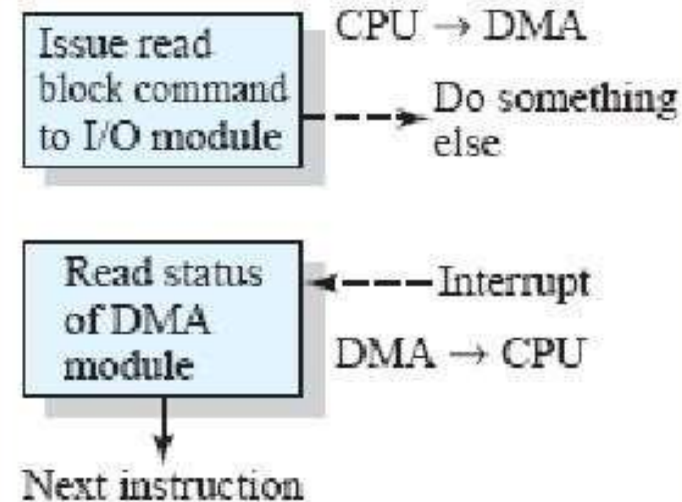 CPU → DMA
Issue read
block command
to I/O module
Do something
else
Read status
of DMA
module
Interrupt
DMA → CPU
Next instruction